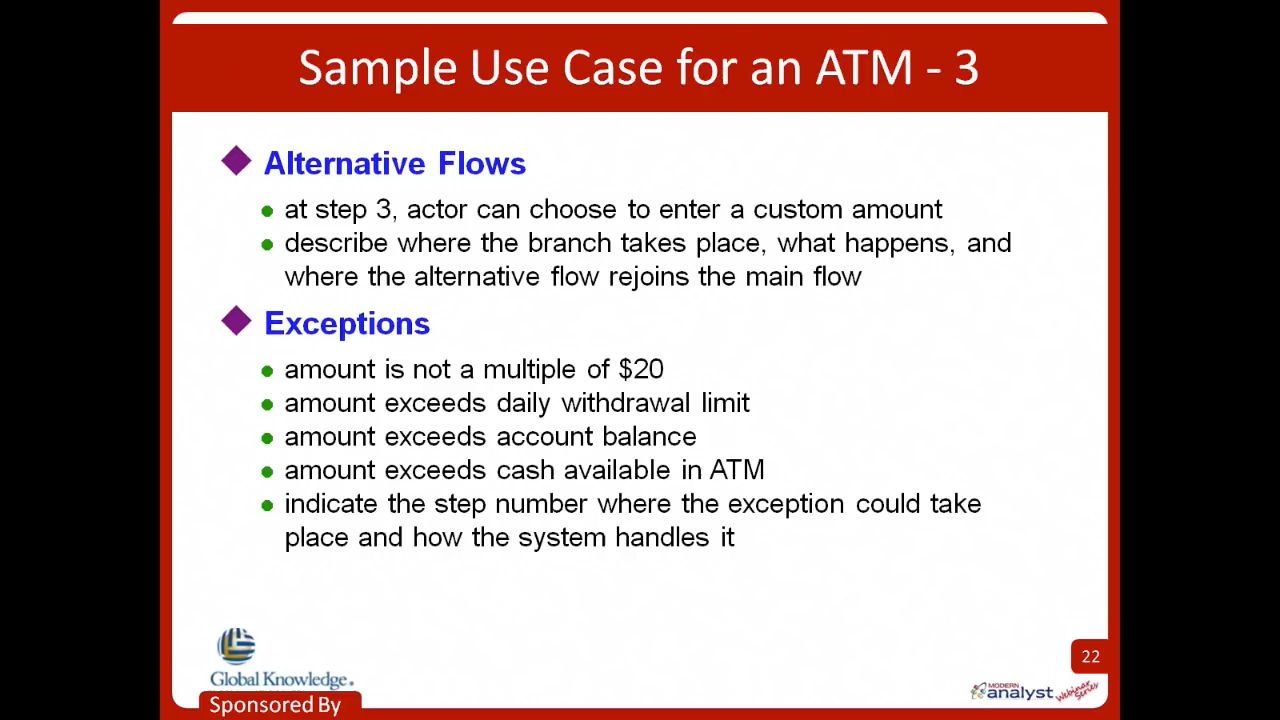 Sample Use Case for an ATM - 3
Alternative Flows
at step 3, actor can choose to enter a custom amount
describe where the branch takes place, what happens, and
where the alternative flow rejoins the main flow
Exceptions
amount is not a multiple of $20
amount exceeds daily withdrawal limit
amount exceeds account balance
amount exceeds cash available in ATM
indicate the step number where the exception could take
place and how the system handles it
Global Knowledge.
Sponsored By
22
MODERN
analyst Webinar
Series